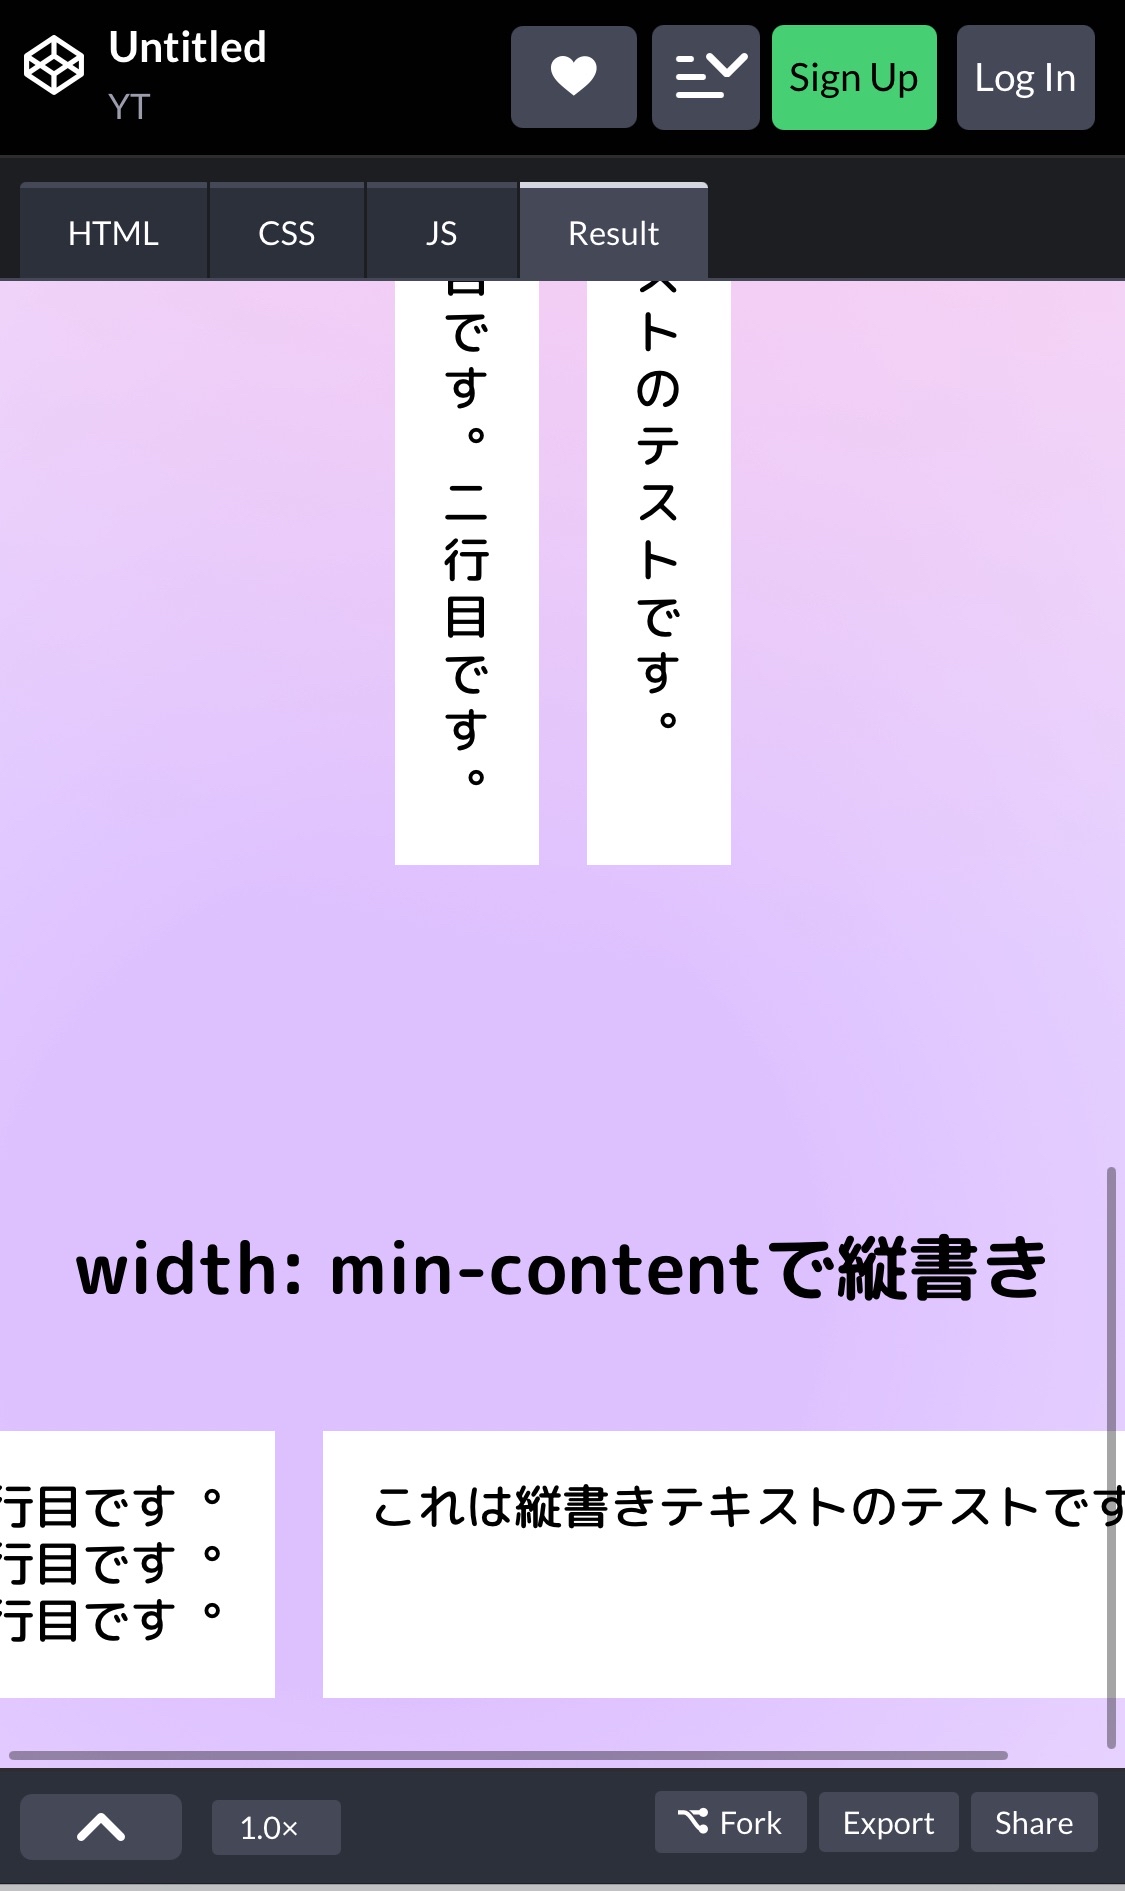 Untitled
YT
Sign Up
Log In
HTML
CSS
JS
Result
ストのテストです。
目です。二行目です。
width: min-contentで縦書き
行目です。
行目です。
行目です。
これは縦書きテキストのテストです
1.0×
Fork
Export
Share